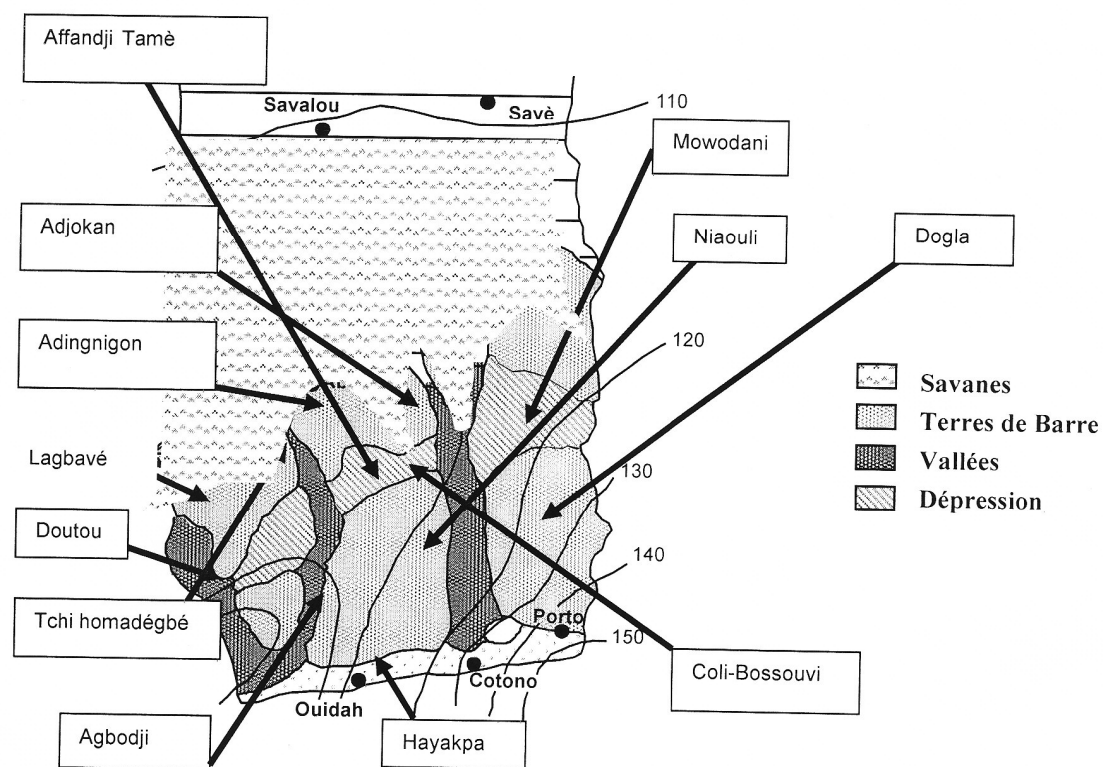 Affandji Tamè
Savalou
Savè
110
Mowodani
Adjokan
Niaouli
Dogla
Adingnigon
120
Savanes
Terres de Barre
Vallées
Dépression
Lagbavé
130
Doutou
140
Tchi homadégbé
Porto
150
Coli-Bossouvi
Cotono
Ouidah
Agbodji
Hayakpa